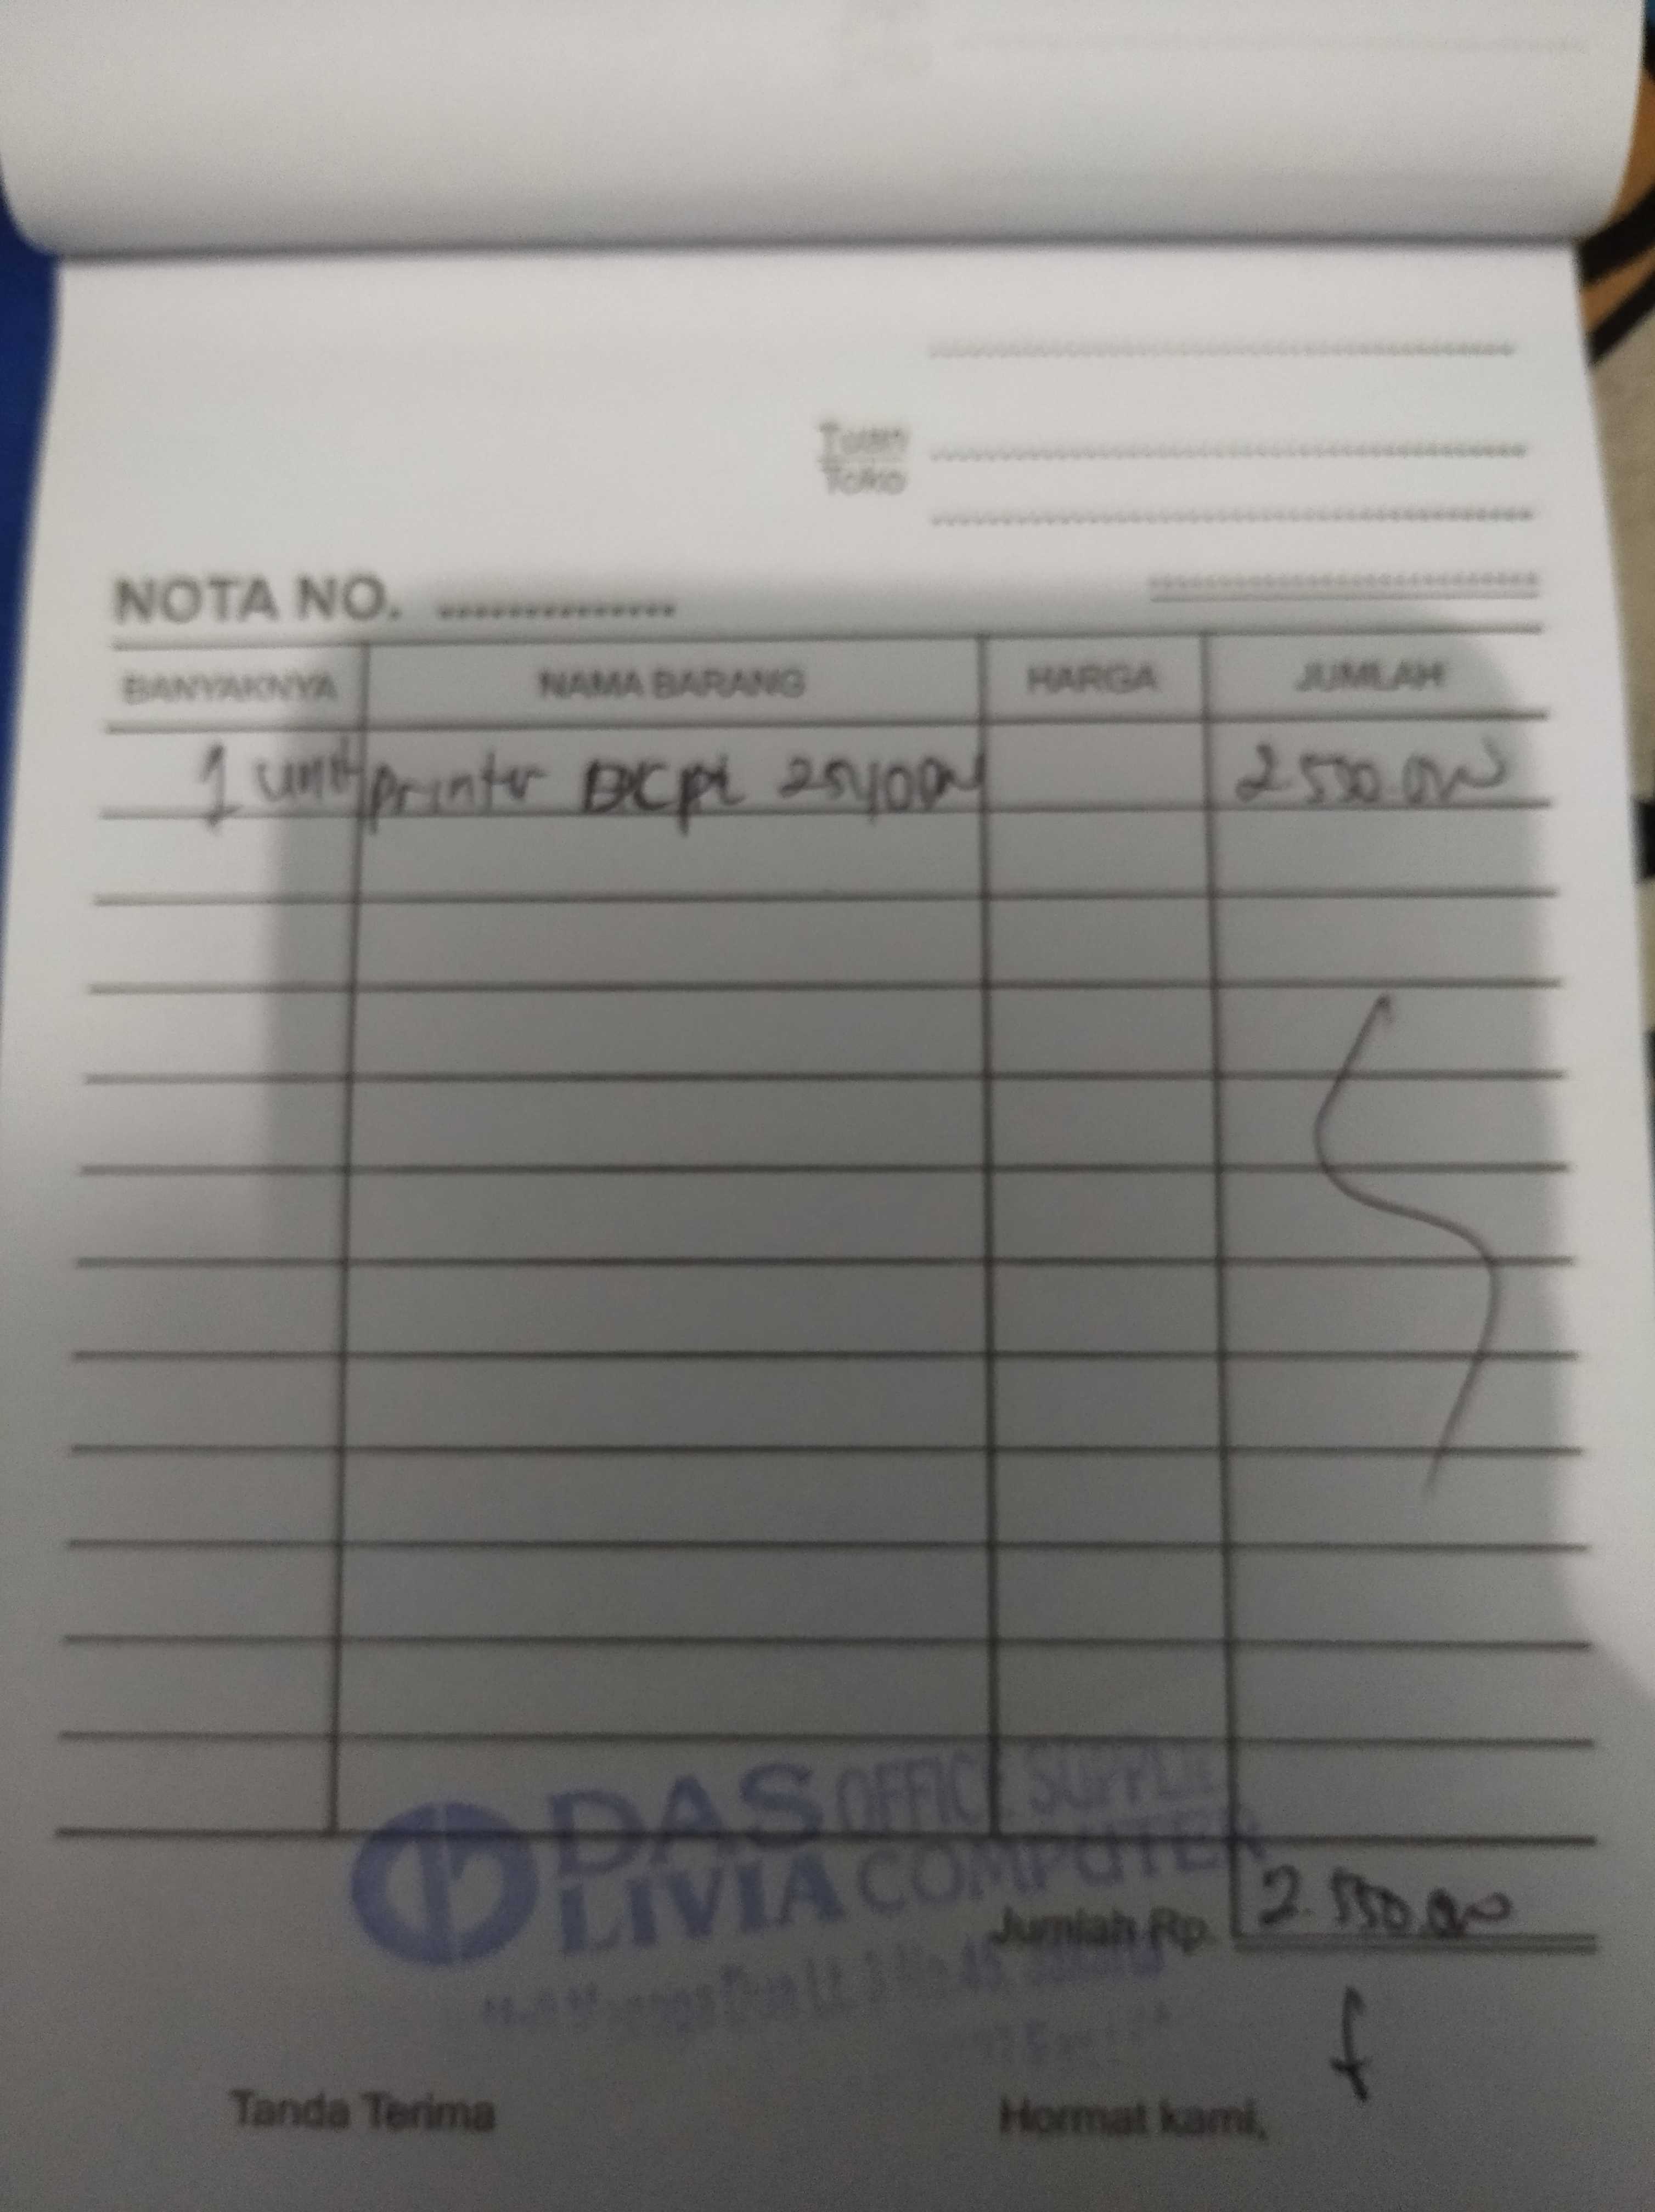 Tuan
Toko
NOTA NO. ...............
BANYAKNYA NAMA BARANG HARGA JUMLAH
1 unit printer 2.550.000
DAS OFFICE SUPPLIE
LIVIA COMPUTER
Jumlah Rp. 2.550.000
Tanda Terima Hormat kami,